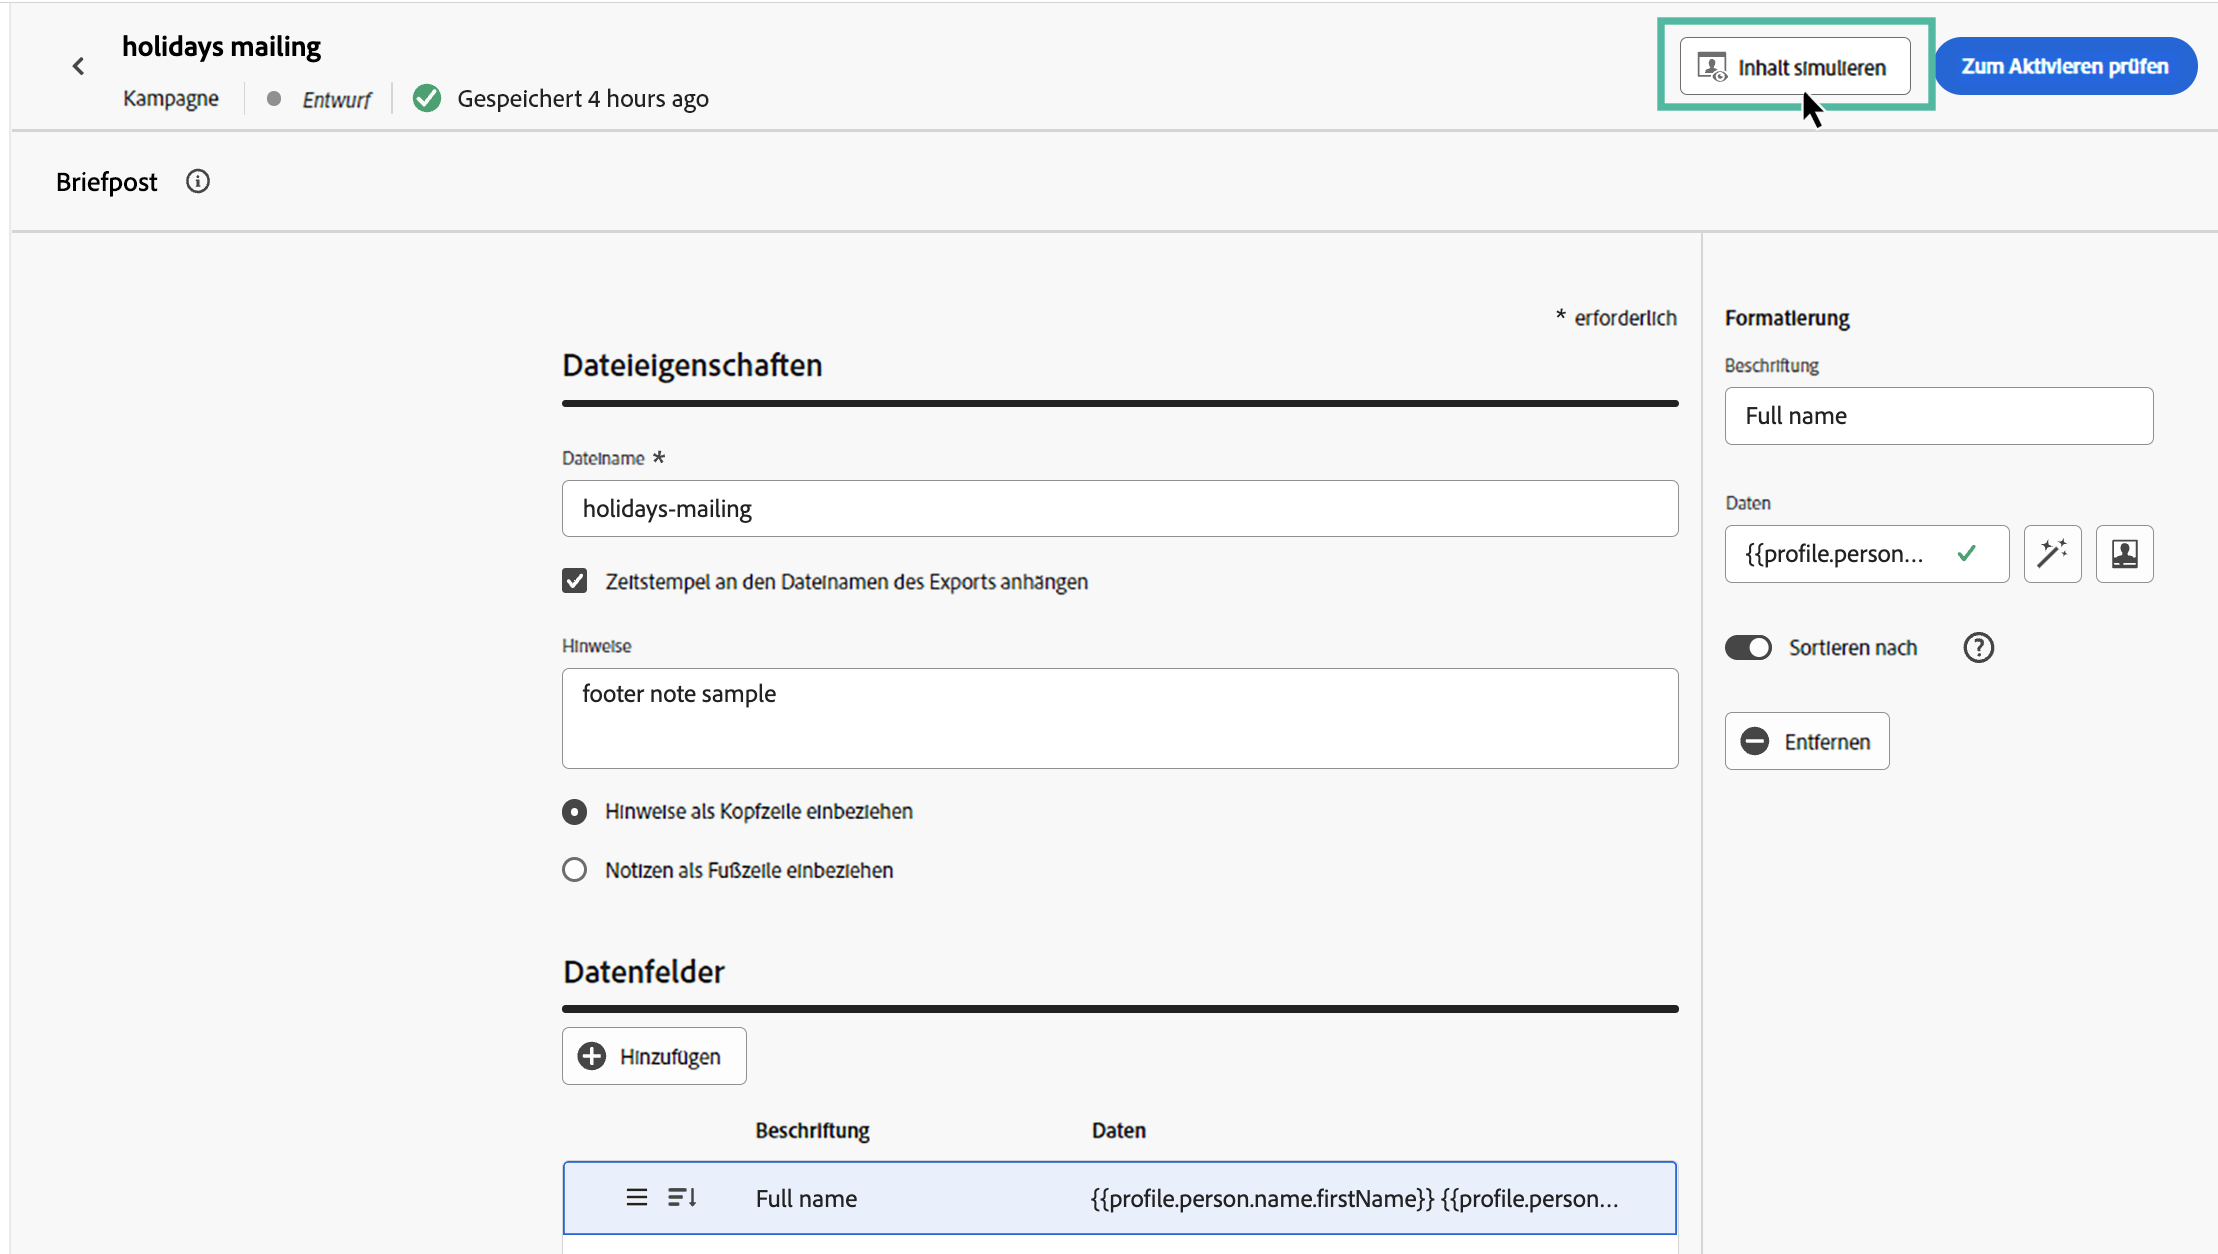 holidays mailing
Kampagne
Entwurf
Gespeichert 4 hours ago
Inhalt simulieren
Zum Aktivieren prüfen
Briefpost
* erforderlich
Dateieigenschaften
Dateiname *
holidays-mailing
Zeitstempel an den Dateinamen des Exports anhängen
Hinweise
footer note sample
Hinweise als Kopfzeile einbeziehen
Notizen als Fußzeile einbeziehen
Datenfelder
Hinzufügen
Beschriftung Daten
Full name {{profile.person.name.firstName}} {{profile.person...
Formatierung
Beschriftung
Full name
Daten
{{profile.person...
Sortieren nach
Entfernen